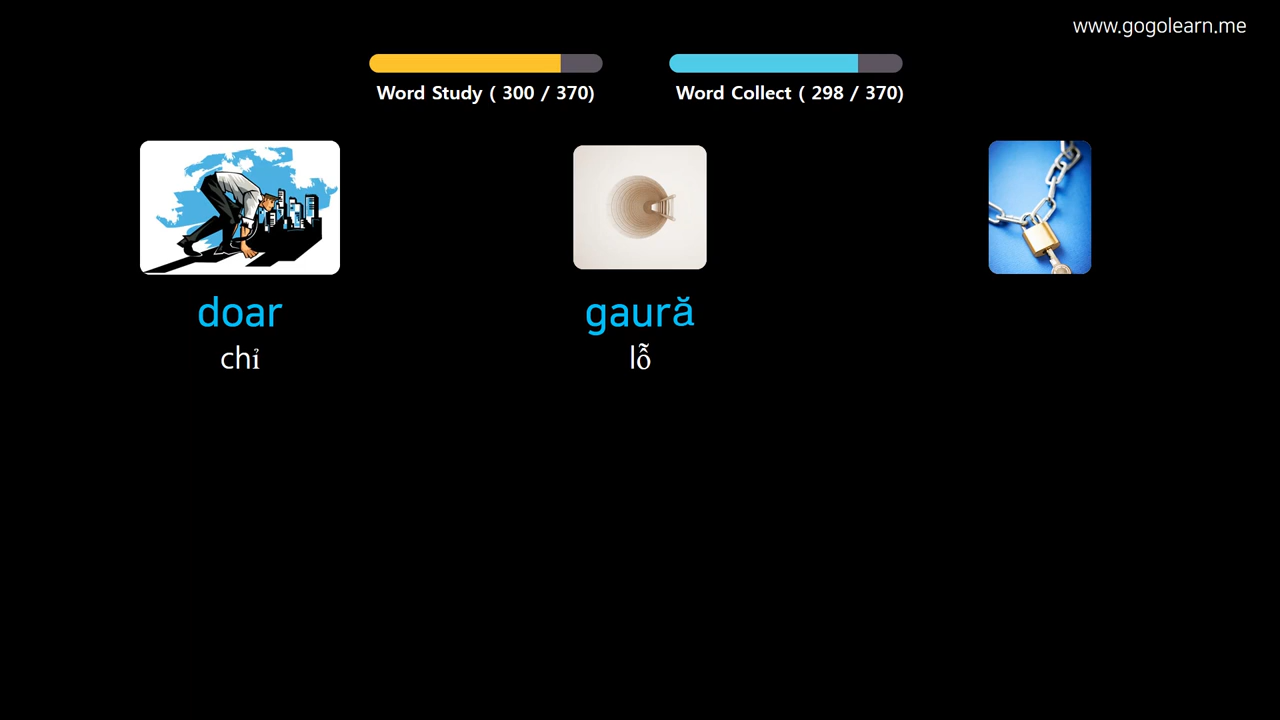 www.gogolearn.me
Word Study ( 300 / 370)
Word Collect ( 298 / 370)
doar
gaură
chỉ
lỗ